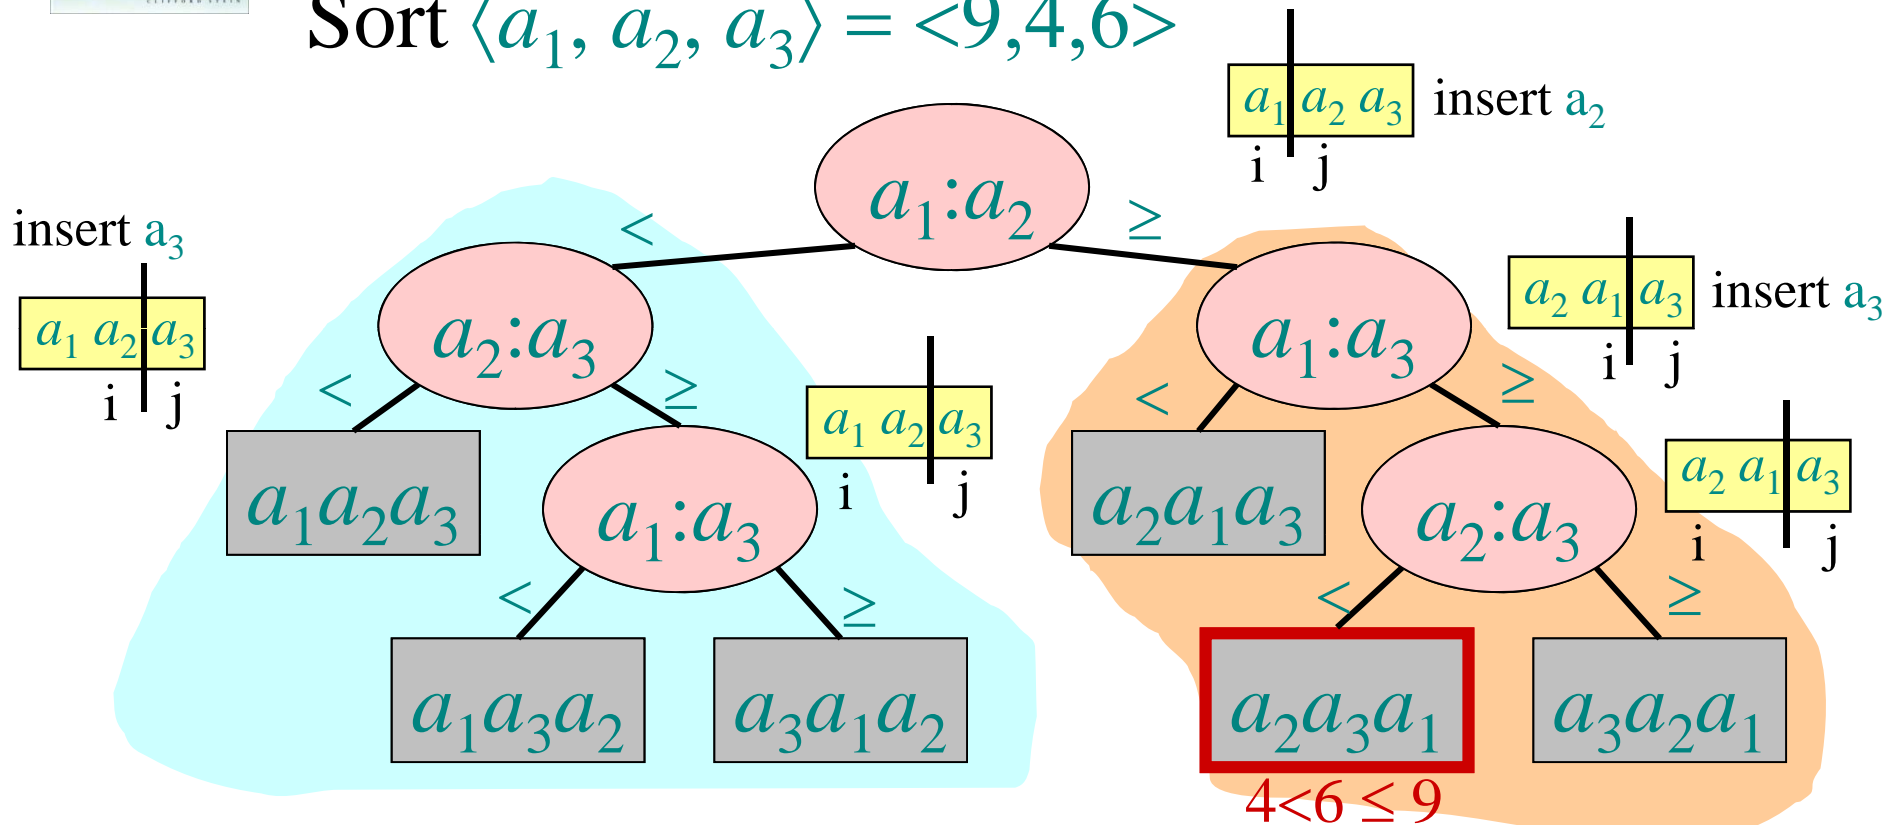 Sort ⟨a₁, a₂, a₃⟩ = <9,4,6>
a₁ a₂ a₃ insert a₂
i j
a₁:a₂
< ≥
insert a₃
a₁ a₂ a₃
i j
a₂:a₃
< ≥
a₁ a₂ a₃
i j
a₁:a₃
< ≥
a₂ a₁ a₃ insert a₃
i j
a₂ a₁ a₃
i j
a₁a₂a₃
a₁:a₃
< ≥
a₂a₁a₃
a₂:a₃
< ≥
a₁a₃a₂
a₃a₁a₂
a₂a₃a₁
a₃a₂a₁
4<6 ≤ 9